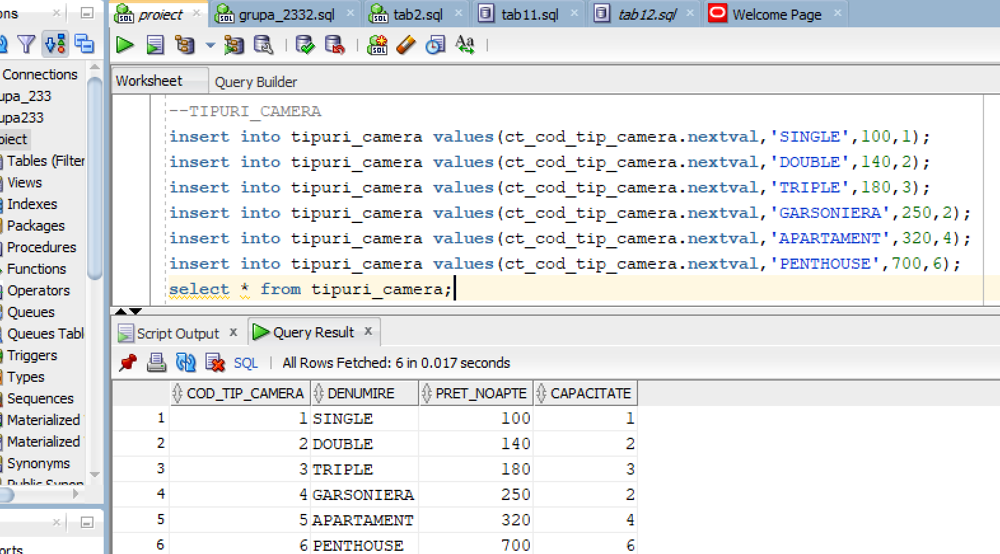 ons
proiect
grupa_2332.sql
tab2.sql
tab11.sql
tab12.sql
Welcome Page
Connections
upa_233
upa233
oiect
Tables (Filter
Views
Indexes
Packages
Procedures
Functions
Operators
Queues
Queues Tabl
Triggers
Types
Sequences
Materialized
Materialized
Synonyms
Public Synon
orts
Worksheet
Query Builder
--TIPURI_CAMERA
insert into tipuri_camera values(ct_cod_tip_camera.nextval,'SINGLE',100,1);
insert into tipuri_camera values(ct_cod_tip_camera.nextval,'DOUBLE',140,2);
insert into tipuri_camera values(ct_cod_tip_camera.nextval,'TRIPLE',180,3);
insert into tipuri_camera values(ct_cod_tip_camera.nextval,'GARSONIERA',250,2);
insert into tipuri_camera values(ct_cod_tip_camera.nextval,'APARTAMENT',320,4);
insert into tipuri_camera values(ct_cod_tip_camera.nextval,'PENTHOUSE',700,6);
select * from tipuri_camera;
Script Output
Query Result
SQL | All Rows Fetched: 6 in 0.017 seconds
COD_TIP_CAMERA DENUMIRE PRET_NOAPTE CAPACITATE
1 1 SINGLE 100 1
2 2 DOUBLE 140 2
3 3 TRIPLE 180 3
4 4 GARSONIERA 250 2
5 5 APARTAMENT 320 4
6 6 PENTHOUSE 700 6